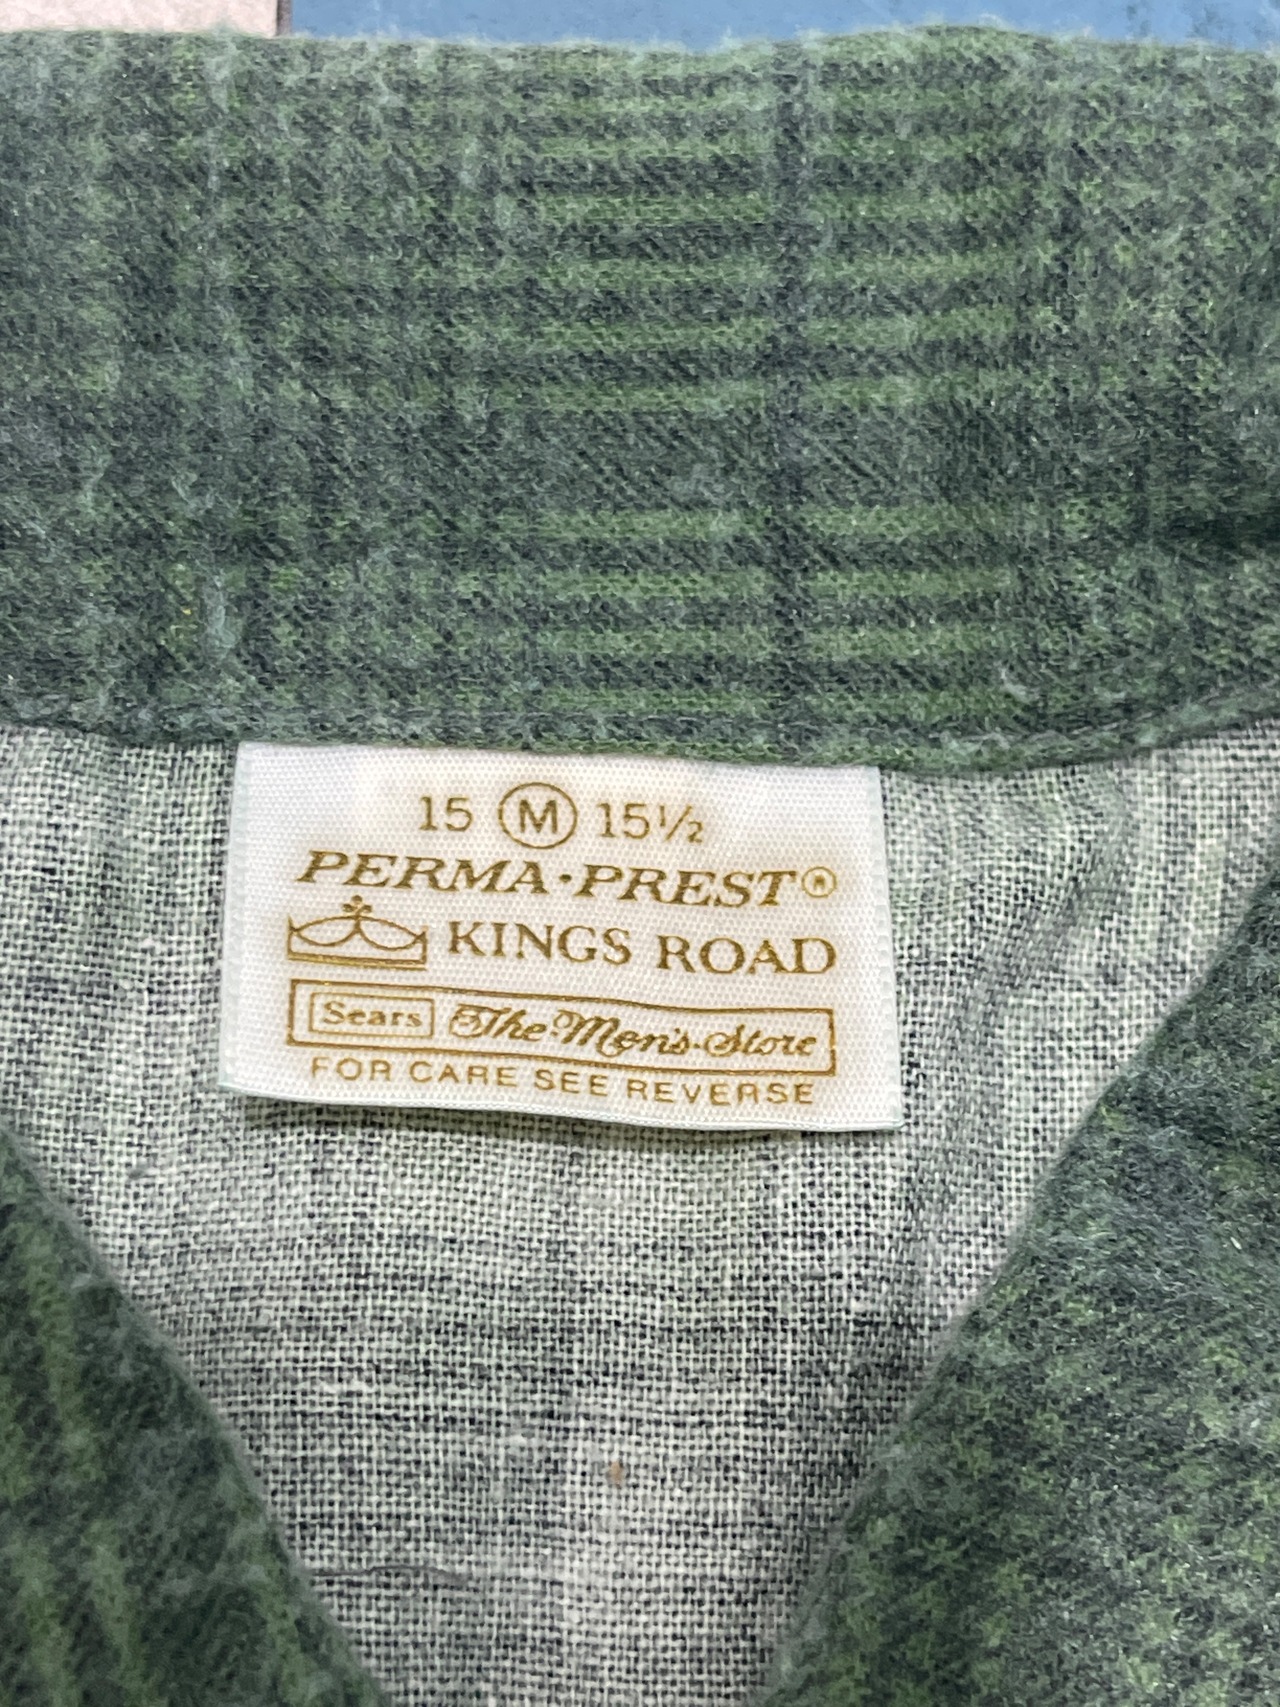 15 M 15½
PERMA·PREST®
KINGS ROAD
Sears The Men's Store
FOR CARE SEE REVERSE